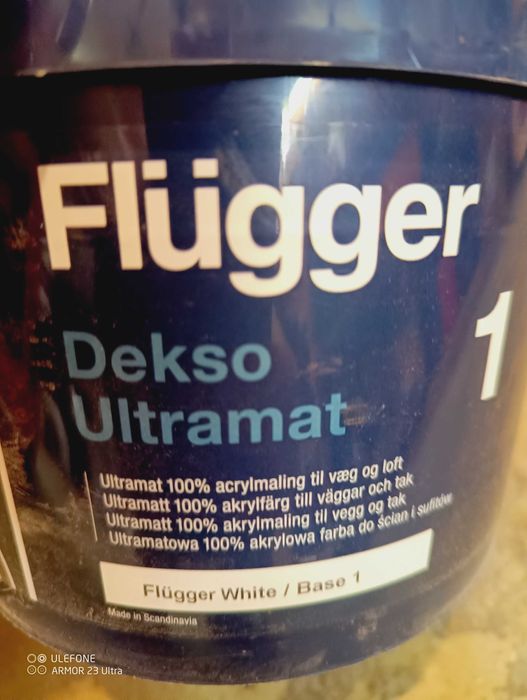 Flügger
1
Dekso
Ultramat
Ultramat 100% acrylmaling til væg og loft
Ultramatt 100% akrylfärg till väggar och tak
Ultramatt 100% akrylmaling til vegg og tak
Ultramatowa 100% akrylowa farba do ścian i sufitów
Flügger White / Base 1
Made in Scandinavia
ULEFONE
ARMOR 23 Ultra